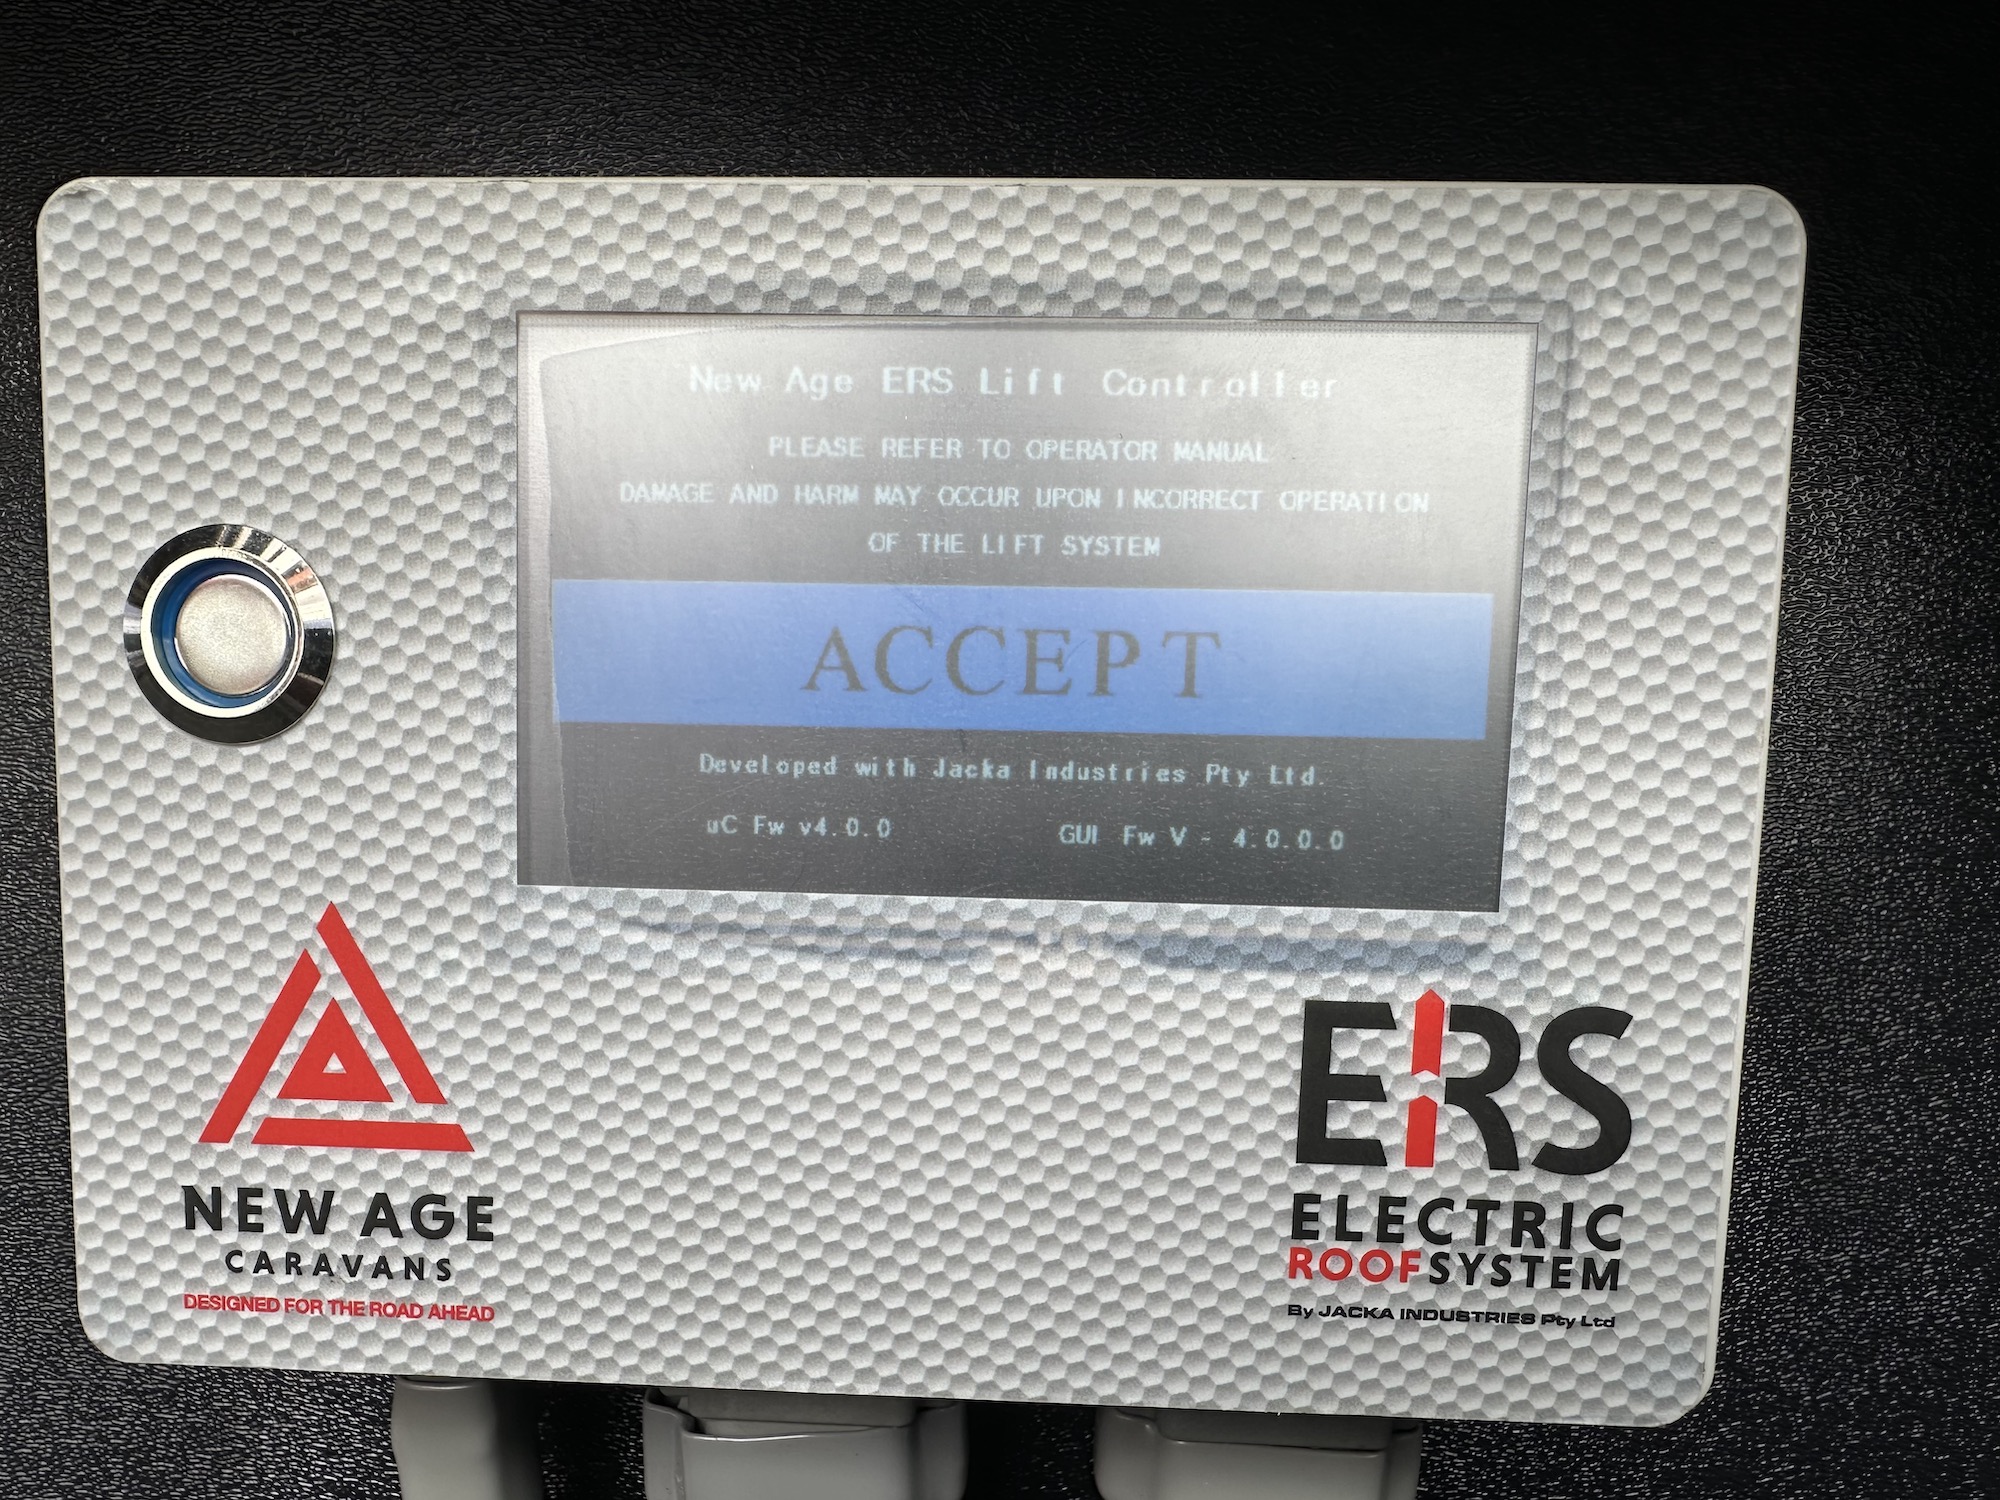 New Age ERS Lift Controller
PLEASE REFER TO OPERATOR MANUAL
DAMAGE AND HARM MAY OCCUR UPON INCORRECT OPERATION
OF THE LIFT SYSTEM
ACCEPT
Developed with Jacka Industries Pty Ltd.
uC Fw v4.0.0 GUI Fw V - 4.0.0.0
NEW AGE
CARAVANS
DESIGNED FOR THE ROAD AHEAD
ERS
ELECTRIC
ROOFSYSTEM
By JACKA INDUSTRIES Pty Ltd